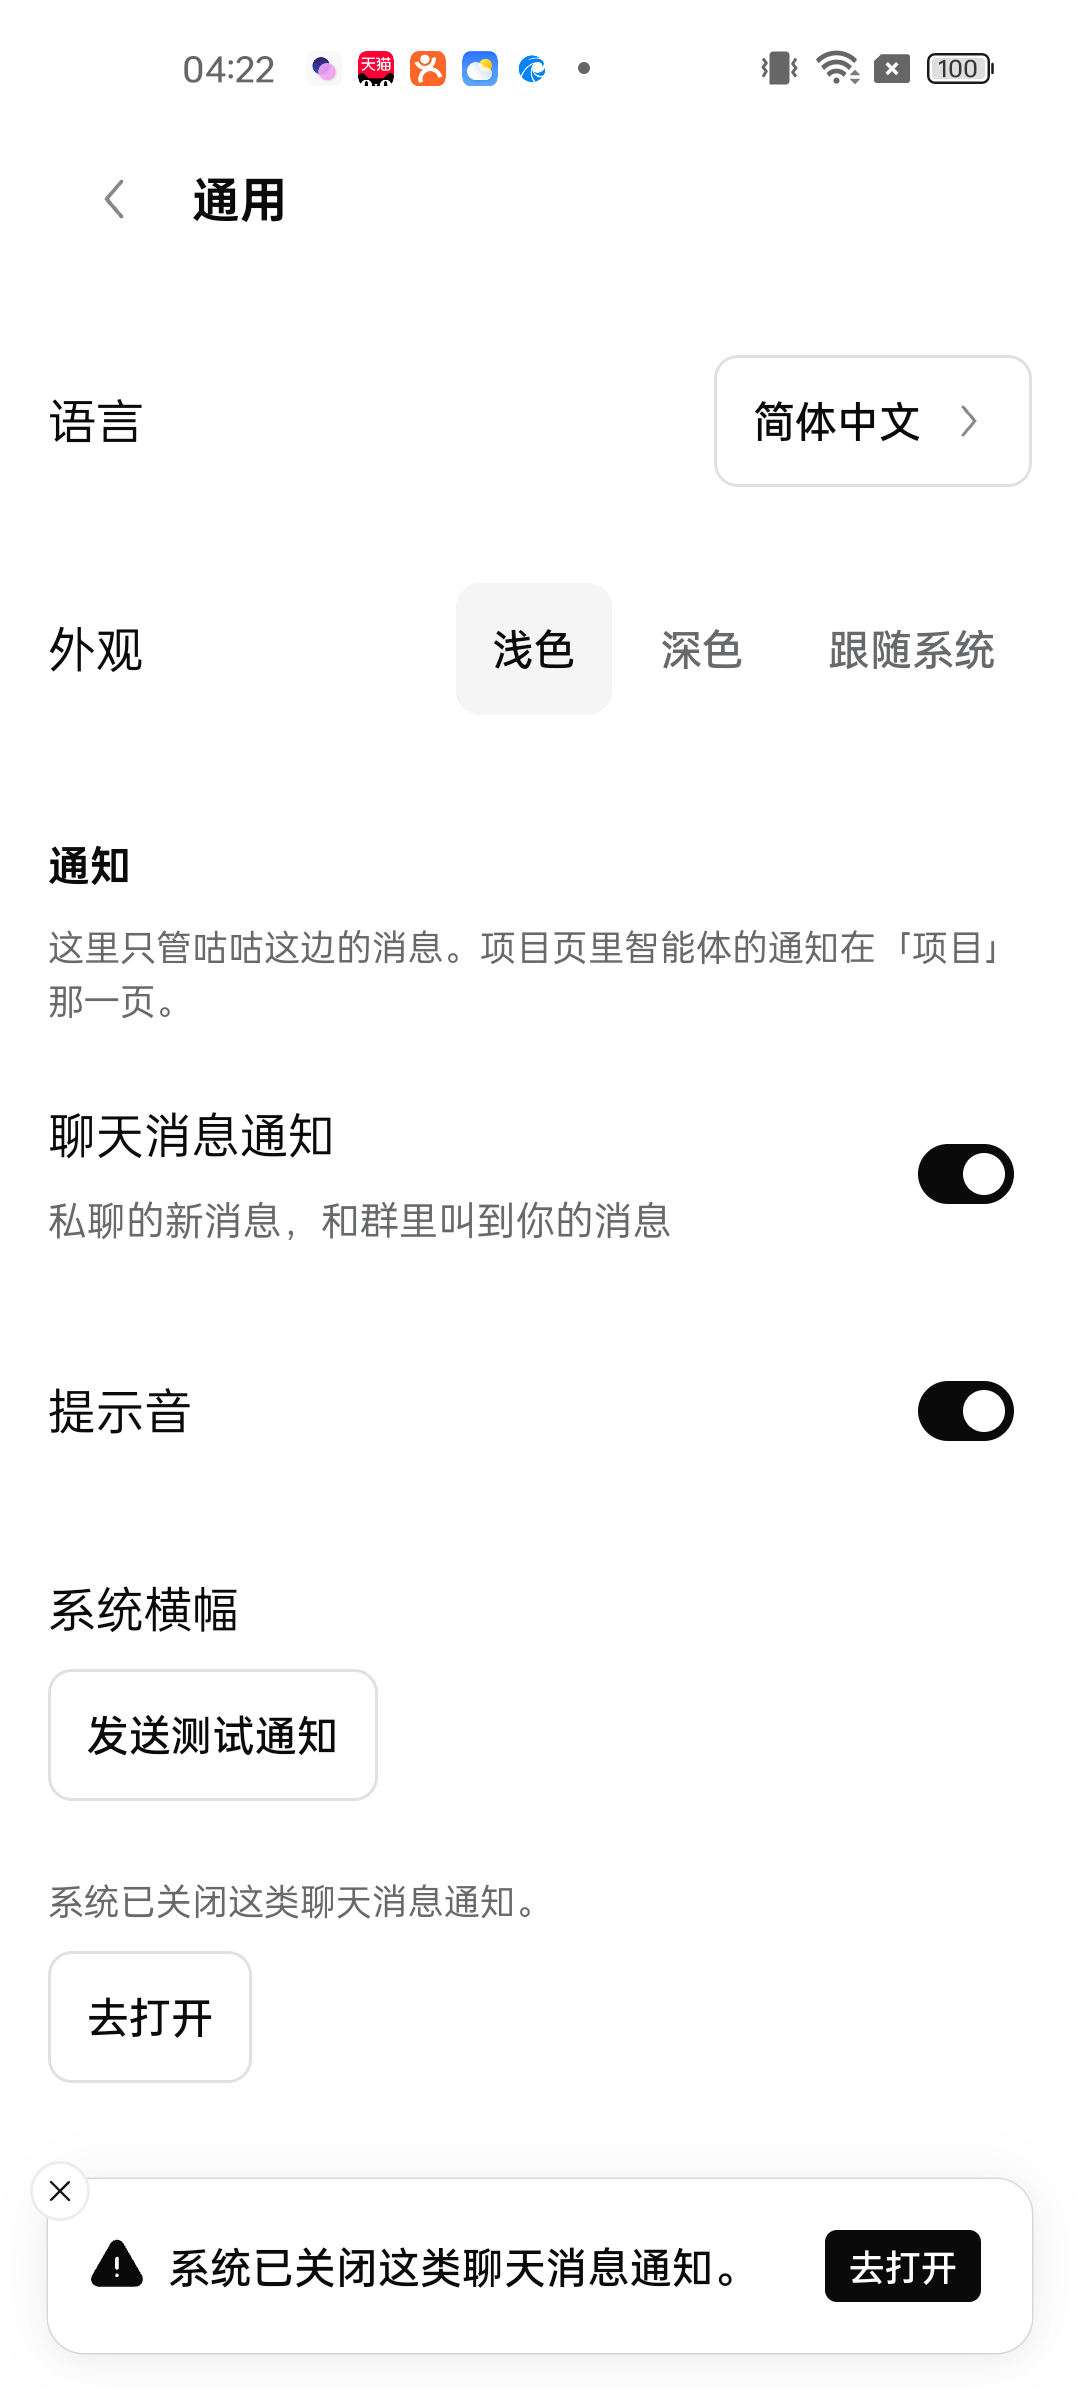 04:22
天猫
100
通用
语言
简体中文
外观
浅色
深色
跟随系统
通知
这里只管咕咕这边的消息。项目页里智能体的通知在「项目」
那一页。
聊天消息通知
私聊的新消息，和群里叫到你的消息
提示音
系统横幅
发送测试通知
系统已关闭这类聊天消息通知。
去打开
系统已关闭这类聊天消息通知。
去打开